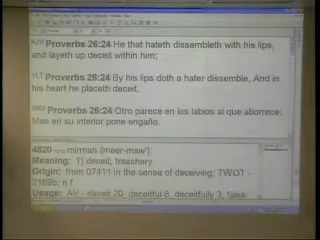 KJV Proverbs 26:24 He that hateth dissembleth with his lips,
and layeth up deceit within him;
YLT Proverbs 26:24 By his lips doth a hater dissemble, And in
his heart he placeth deceit,
Proverbs 26:24 Otro parece en los labios al que aborrece;
Mas en su interior pone engaño.
4820 mirmah {meer-maw'}
Meaning: 1) deceit, treachery
Origin: from 07411 in the sense of deceiving; TWOT -
2169b; n f
Usage: AV - deceit 20, deceitful 8, deceitfully 3, false